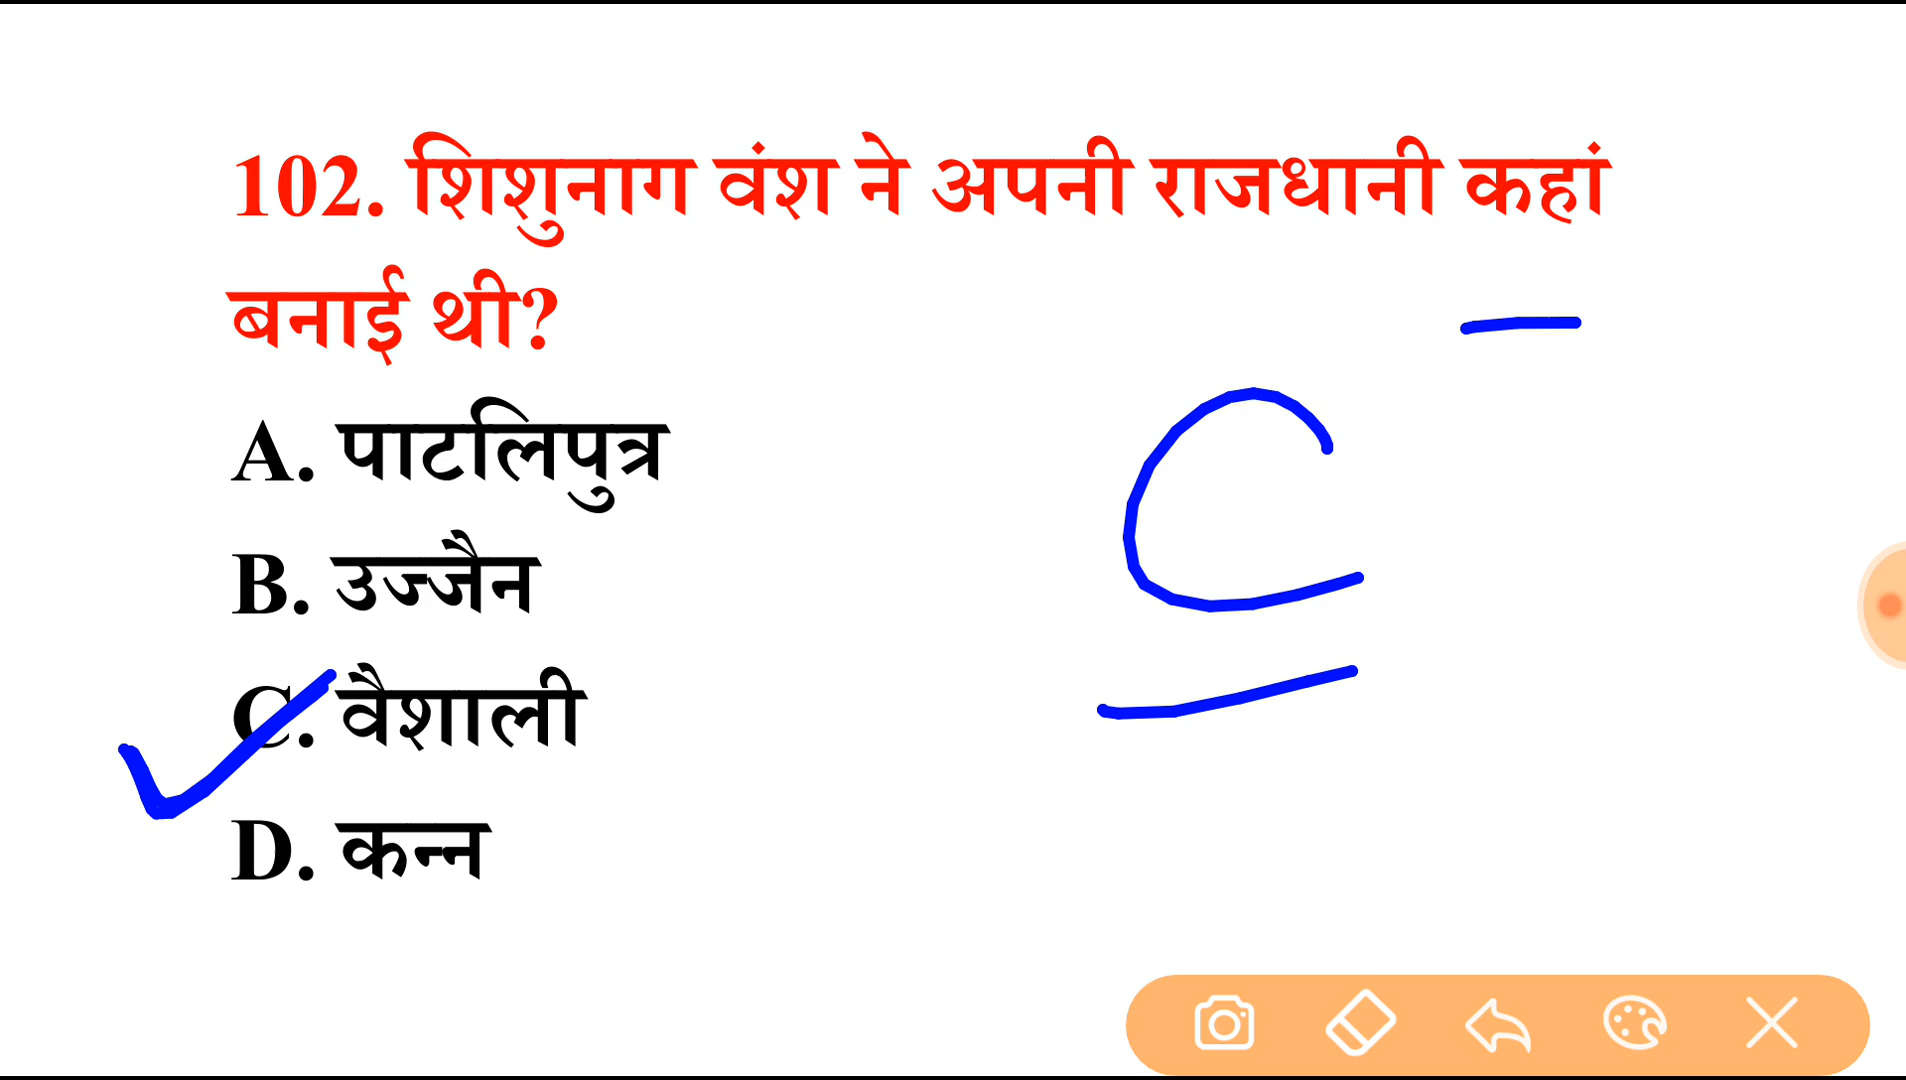 102. शिशुनाग वंश ने अपनी राजधानी कहां
बनाई थी?
A. पाटलिपुत्र
B. उज्जैन
C. वैशाली
D. कन्न
C